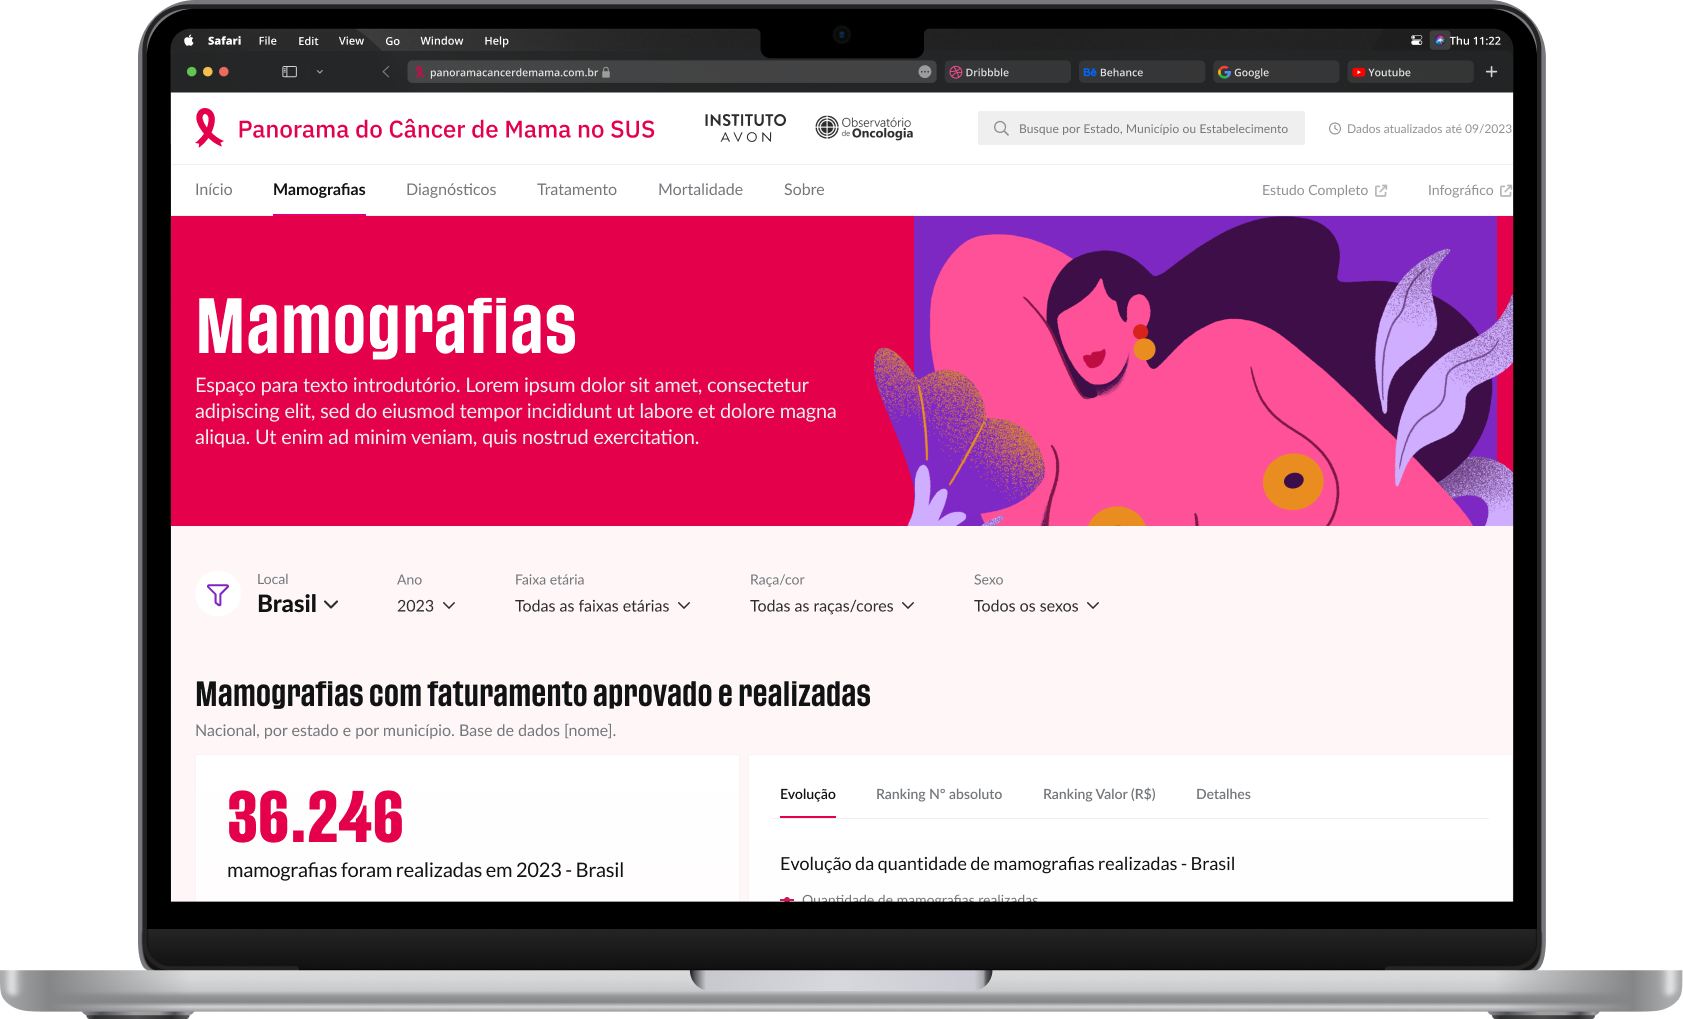 Safari File Edit View Go Window Help Thu 11:22
panoramacancerdemama.com.br Dribbble Bē Behance Google Youtube
Panorama do Câncer de Mama no SUS
INSTITUTO
AVON
Observatório
de Oncologia
Busque por Estado, Município ou Estabelecimento
Dados atualizados até 09/2023
Início Mamografias Diagnósticos Tratamento Mortalidade Sobre Estudo Completo Infográfico
Mamografias
Espaço para texto introdutório. Lorem ipsum dolor sit amet, consectetur
adipiscing elit, sed do eiusmod tempor incididunt ut labore et dolore magna
aliqua. Ut enim ad minim veniam, quis nostrud exercitation.
Local Ano Faixa etária Raça/cor Sexo
Brasil 2023 Todas as faixas etárias Todas as raças/cores Todos os sexos
Mamografias com faturamento aprovado e realizadas
Nacional, por estado e por município. Base de dados [nome].
36.246
mamografias foram realizadas em 2023 - Brasil
Evolução Ranking Nº absoluto Ranking Valor (R$) Detalhes
Evolução da quantidade de mamografias realizadas - Brasil
Quantidade de mamografias realizadas